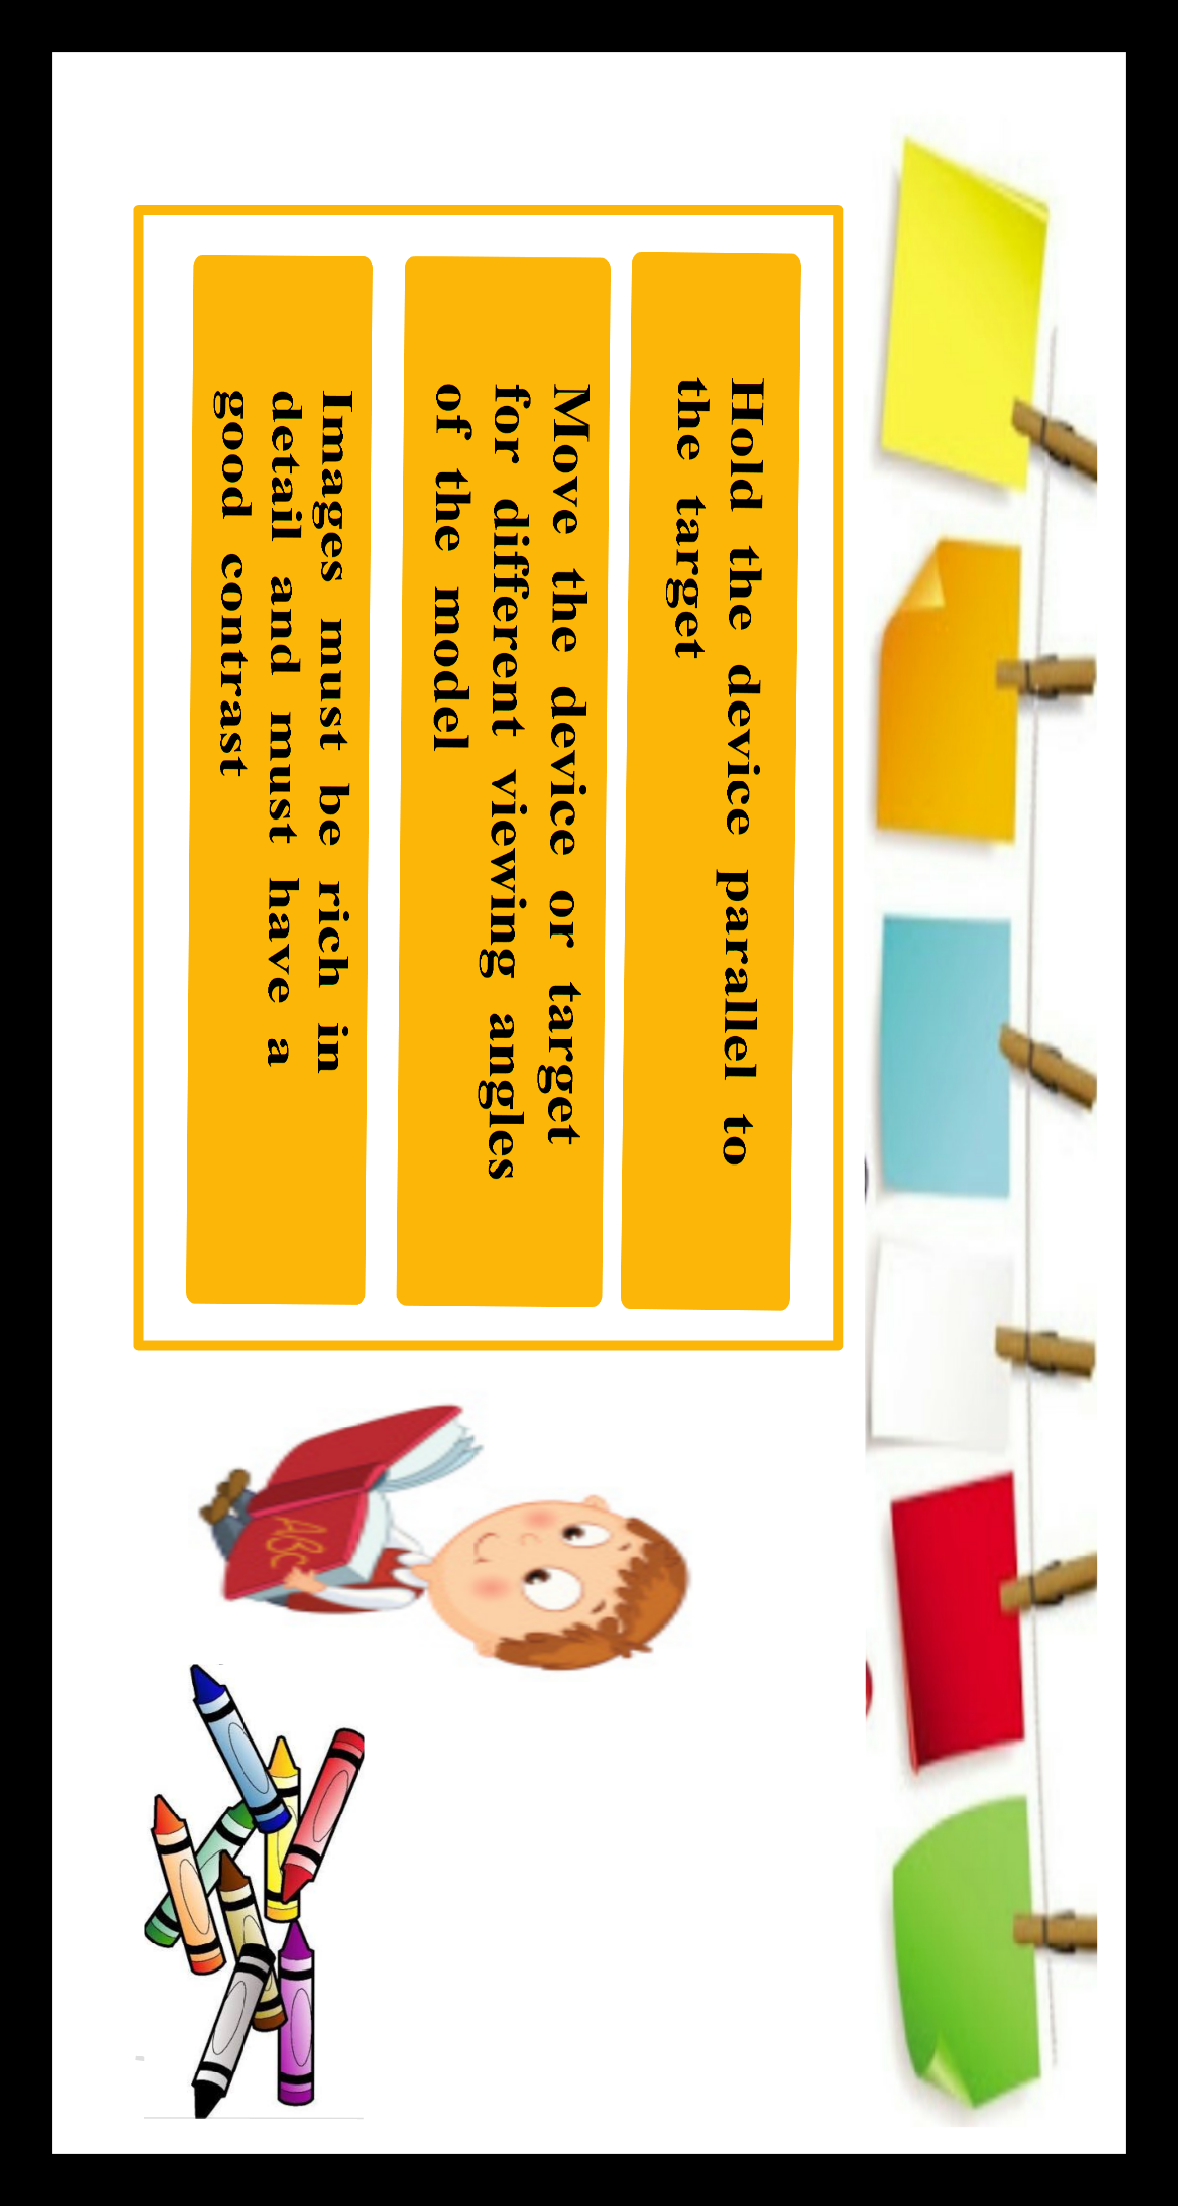 Hold the device parallel to
the target
Move the device or target
for different viewing angles
of the model
Images must be rich in
detail and must have a
good contrast
ABC